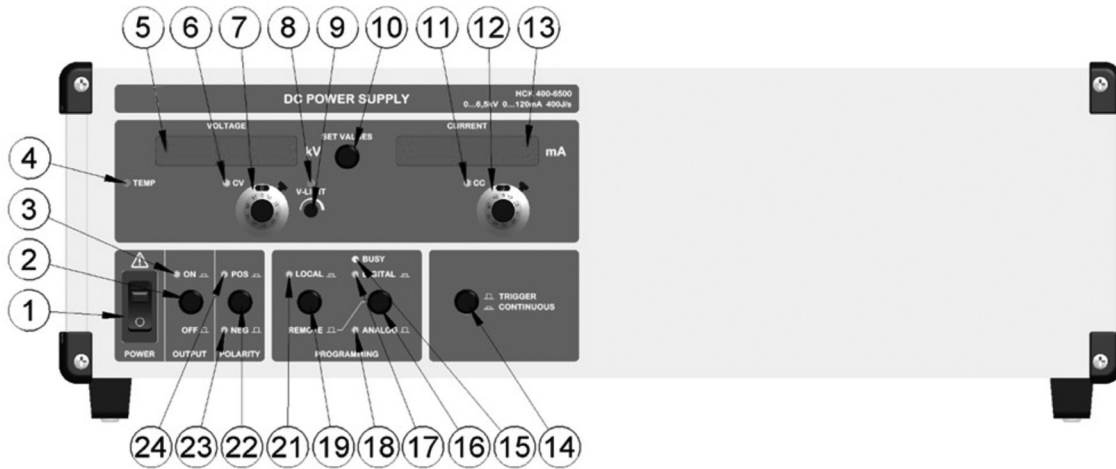 5 6 7 8 9 10 11 12 13
HCK 400-6500
DC POWER SUPPLY
0...6,5kV 0...120mA 400J/s
VOLTAGE CURRENT
SET VALUES
kV mA
4 TEMP CV CC
V-LIMIT
3
BUSY
ON POS LOCAL DIGITAL
2
TRIGGER
CONTINUOUS
1
OFF NEG REMOTE ANALOG
POWER OUTPUT POLARITY PROGRAMMING
24 23 22 21 19 18 17 16 15 14